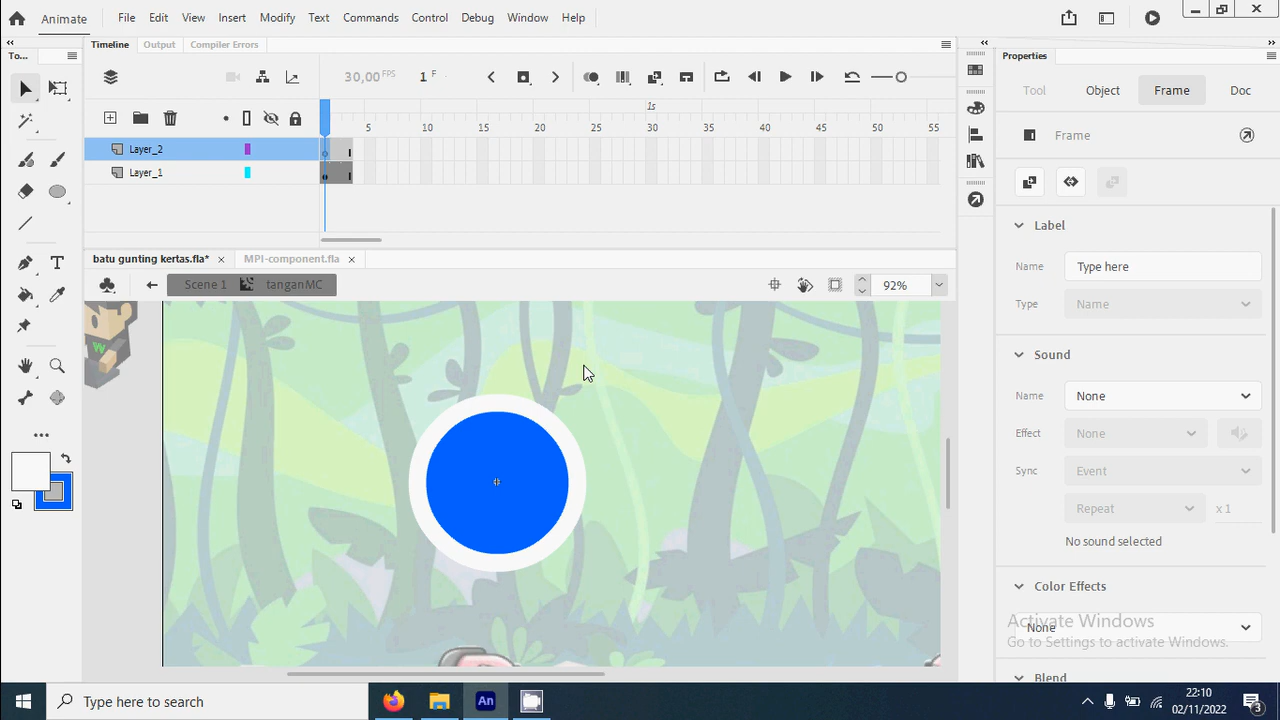 Animate
File Edit View Insert Modify Text Commands Control Debug Window Help
To...
Timeline Output Compiler Errors
30,00 FPS 1 F
1s
5 10 15 20 25 30 35 40 45 50 55
Layer_2
Layer_1
batu gunting kertas.fla* × MPI-component.fla ×
Scene 1 tanganMC
92%
W
Properties
Tool Object Frame Doc
Frame
Label
Name Type here
Type Name
Sound
Name None
Effect None
Sync Event
Repeat x 1
No sound selected
Color Effects
None
Activate Windows
Go to Settings to activate Windows.
Blend
Type here to search
An
22:10
02/11/2022
3